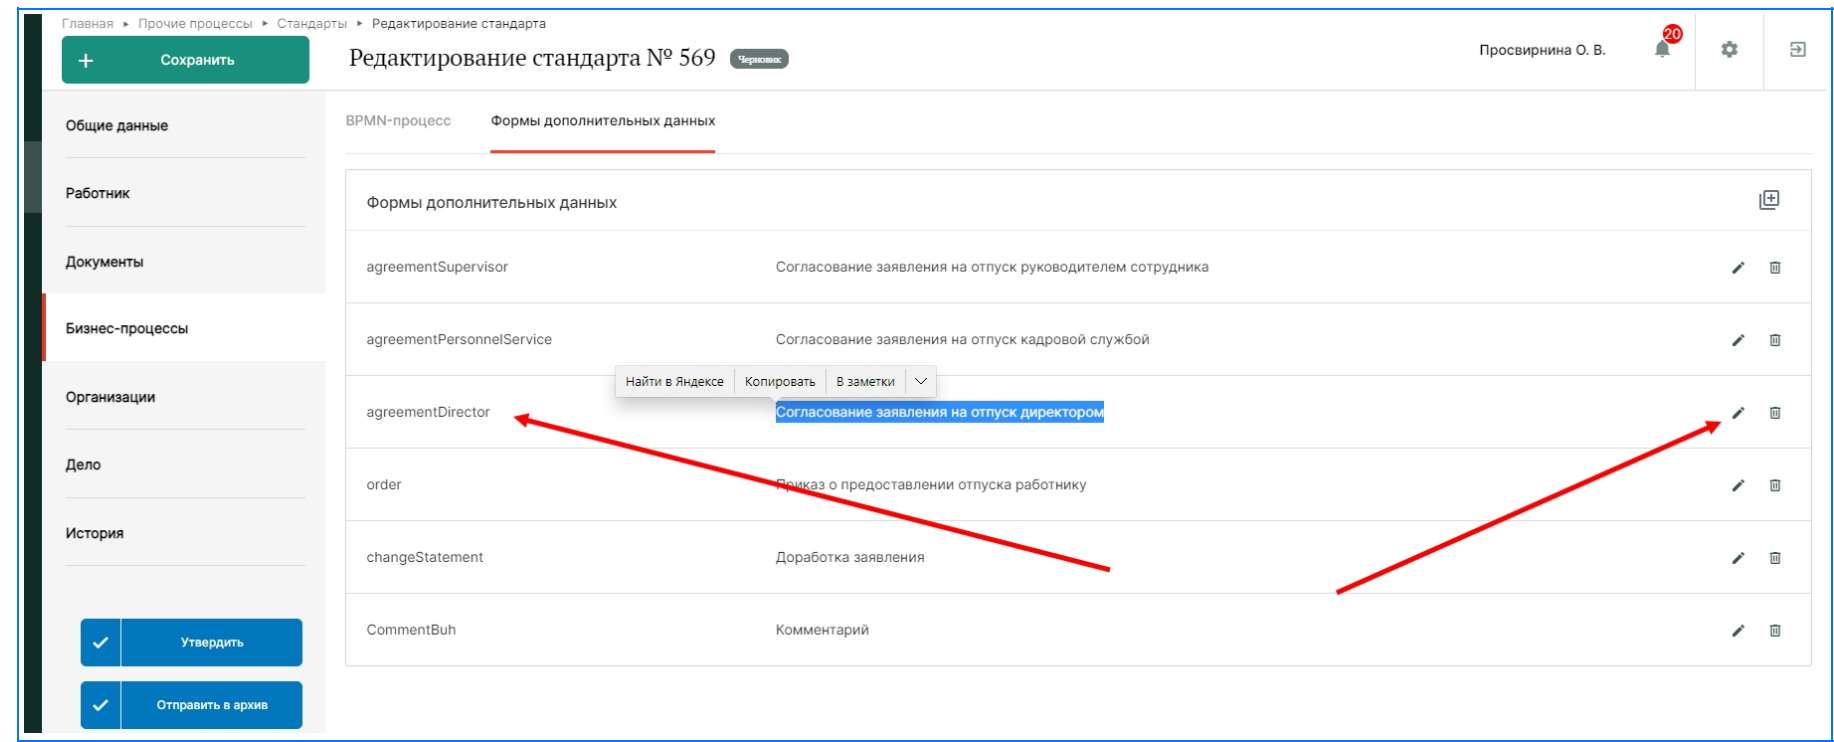 Главная ▸ Прочие процессы ▸ Стандарты ▸ Редактирование стандарта
+ Сохранить
Редактирование стандарта № 569 Черновик
Просвирнина О. В.
20
Общие данные
Работник
Документы
Бизнес-процессы
Организации
Дело
История
Утвердить
Отправить в архив
BPMN-процесс Формы дополнительных данных
Формы дополнительных данных
agreementSupervisor Согласование заявления на отпуск руководителем сотрудника
agreementPersonnelService Согласование заявления на отпуск кадровой службой
Найти в Яндексе Копировать В заметки
agreementDirector Согласование заявления на отпуск директором
order Приказ о предоставлении отпуска работнику
changeStatement Доработка заявления
CommentBuh Комментарий